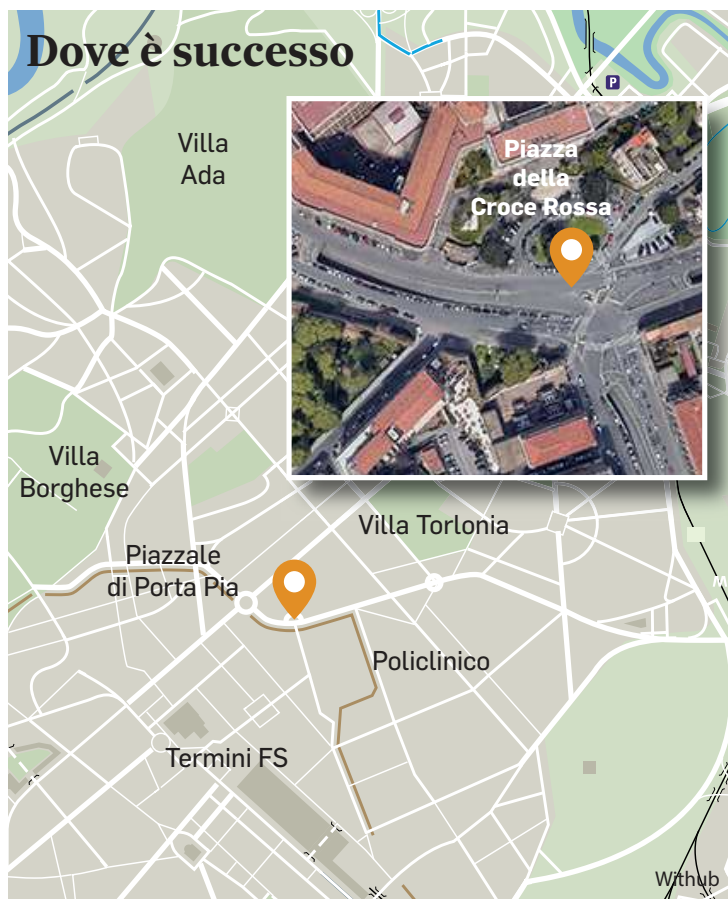 Dove è successo
P
Villa
Ada
Piazza
della
Croce Rossa
Villa
Borghese
Villa Torlonia
Piazzale
di Porta Pia
M
Policlinico
Termini FS
Withub